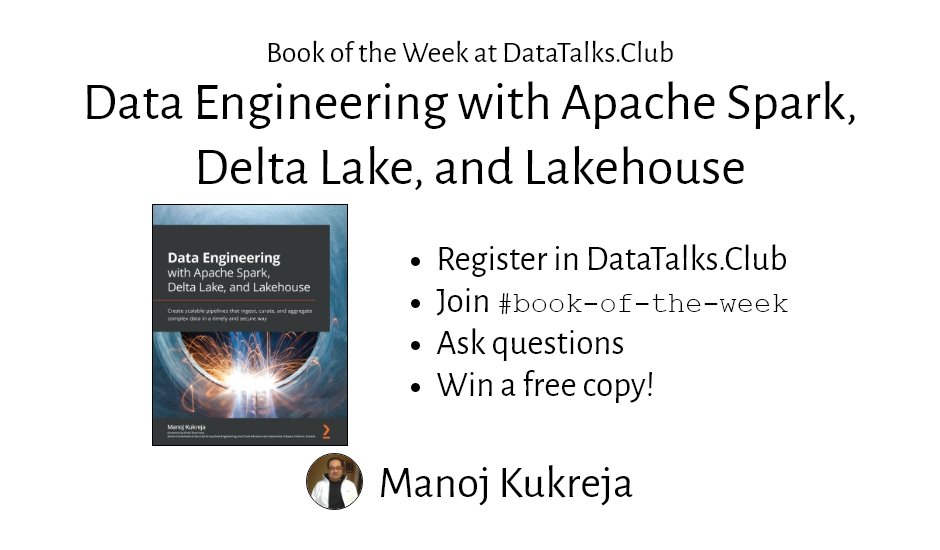 Book of the Week at DataTalks.Club
Data Engineering with Apache Spark,
Delta Lake, and Lakehouse
Data Engineering
with Apache Spark,
Delta Lake, and Lakehouse
Create scalable pipelines that ingest, curate, and aggregate
complex data in a timely and secure way
Manoj Kukreja
• Register in DataTalks.Club
• Join #book-of-the-week
• Ask questions
• Win a free copy!
Manoj Kukreja